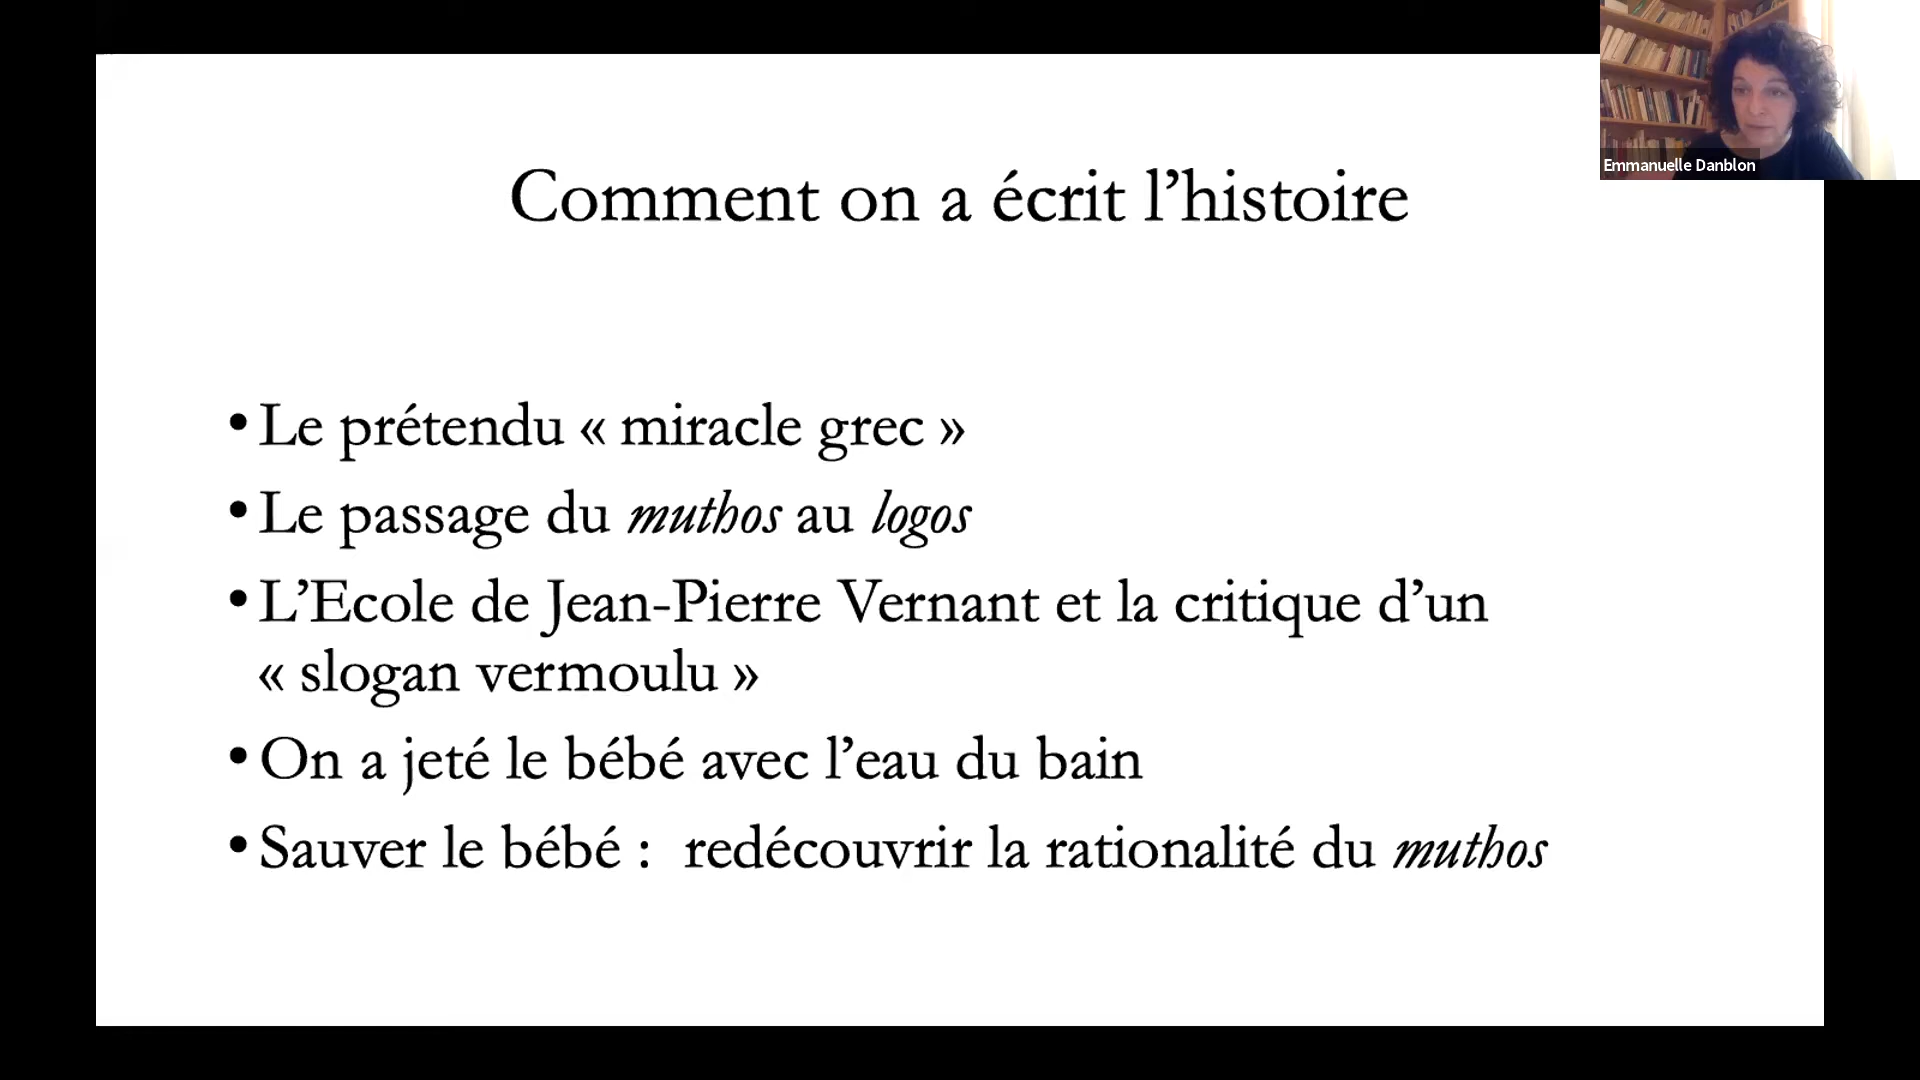 Emmanuelle Danblon
Comment on a écrit l’histoire
• Le prétendu « miracle grec »
• Le passage du muthos au logos
• L’Ecole de Jean-Pierre Vernant et la critique d’un
« slogan vermoulu »
• On a jeté le bébé avec l’eau du bain
• Sauver le bébé :  redécouvrir la rationalité du muthos